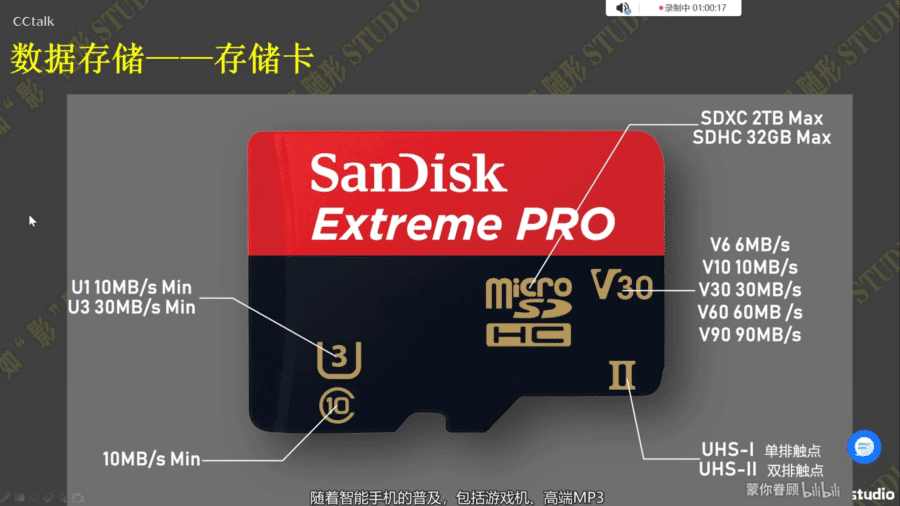 CCtalk
录制中 01:00:17
数据存储——存储卡
SDXC 2TB Max
SDHC 32GB Max
SanDisk
Extreme PRO
micro
SD
HC
V30
V6 6MB/s
V10 10MB/s
V30 30MB/s
V60 60MB /s
V90 90MB/s
U1 10MB/s Min
U3 30MB/s Min
3
10
II
10MB/s Min
UHS-I 单排触点
UHS-II 双排触点
蒙你眷顾 bilibili
studio
随着智能手机的普及，包括游戏机、高端MP3